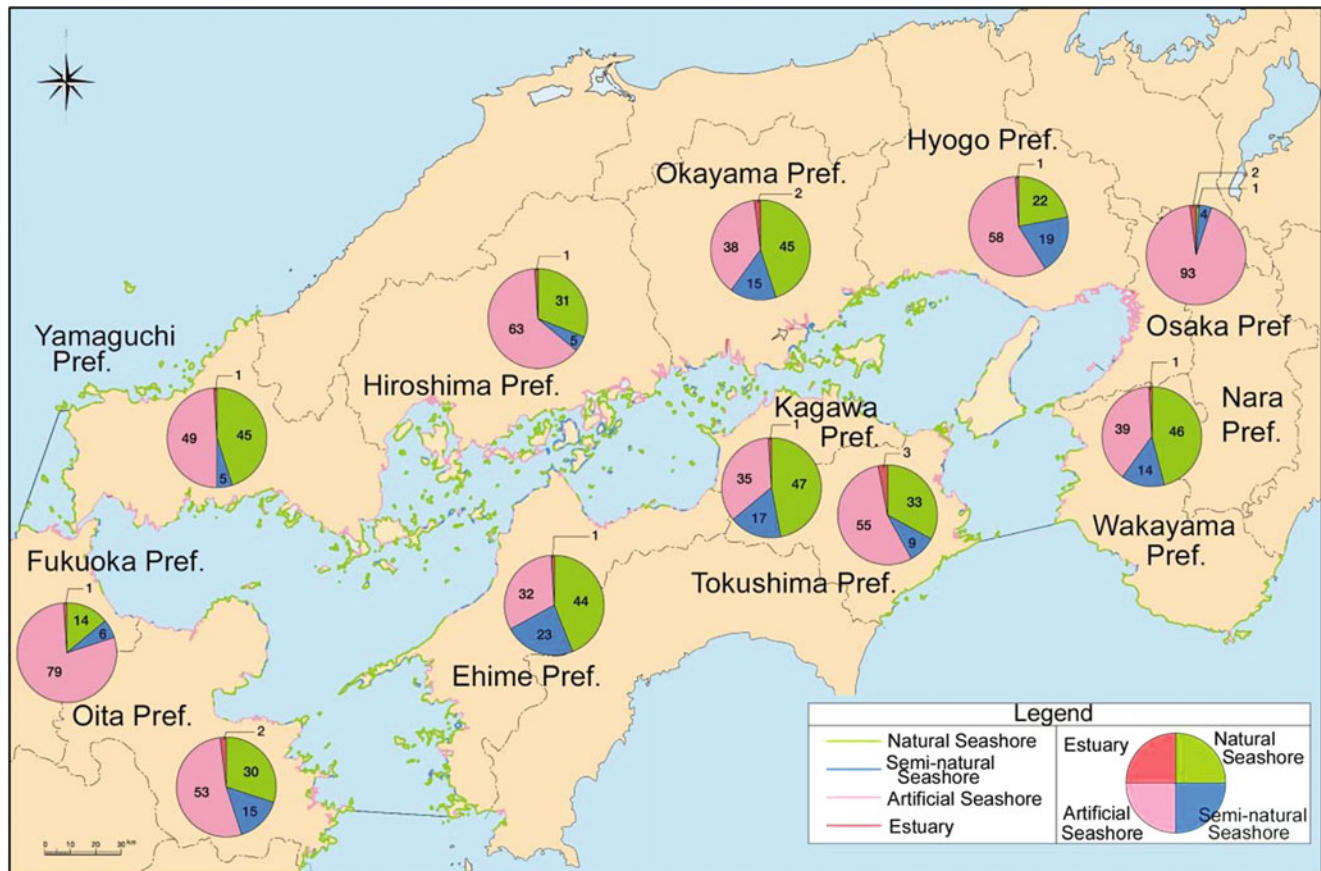 Hyogo Pref.
1
22
19
58
Okayama Pref.
2
45
15
38
2
1
4
93
Osaka Pref
1
31
5
63
Hiroshima Pref.
Yamaguchi
Pref.
1
45
5
49
Kagawa
Pref.
1
47
17
35
1
46
14
39
Nara
Pref.
Wakayama
Pref.
3
33
9
55
Tokushima Pref.
Fukuoka Pref.
1
14
6
79
1
44
23
32
Ehime Pref.
Oita Pref.
2
30
15
53
0 10 20 30 km
Legend
Natural Seashore
Semi-natural
Seashore
Artificial Seashore
Estuary
Estuary
Natural
Seashore
Artificial
Seashore
Semi-natural
Seashore